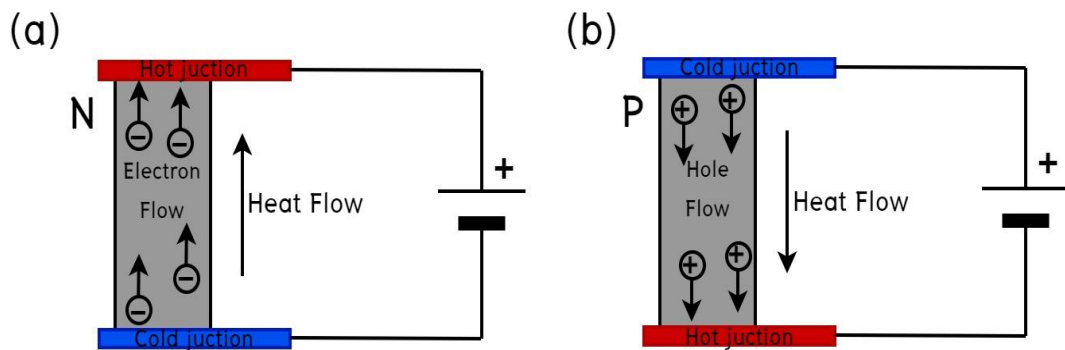 (a)
Hot juction
N
−
−
Electron
Flow
Heat Flow
−
−
Cold juction
+
(b)
Cold juction
P
+
+
Hole
Flow
Heat Flow
+
+
Hot juction
+